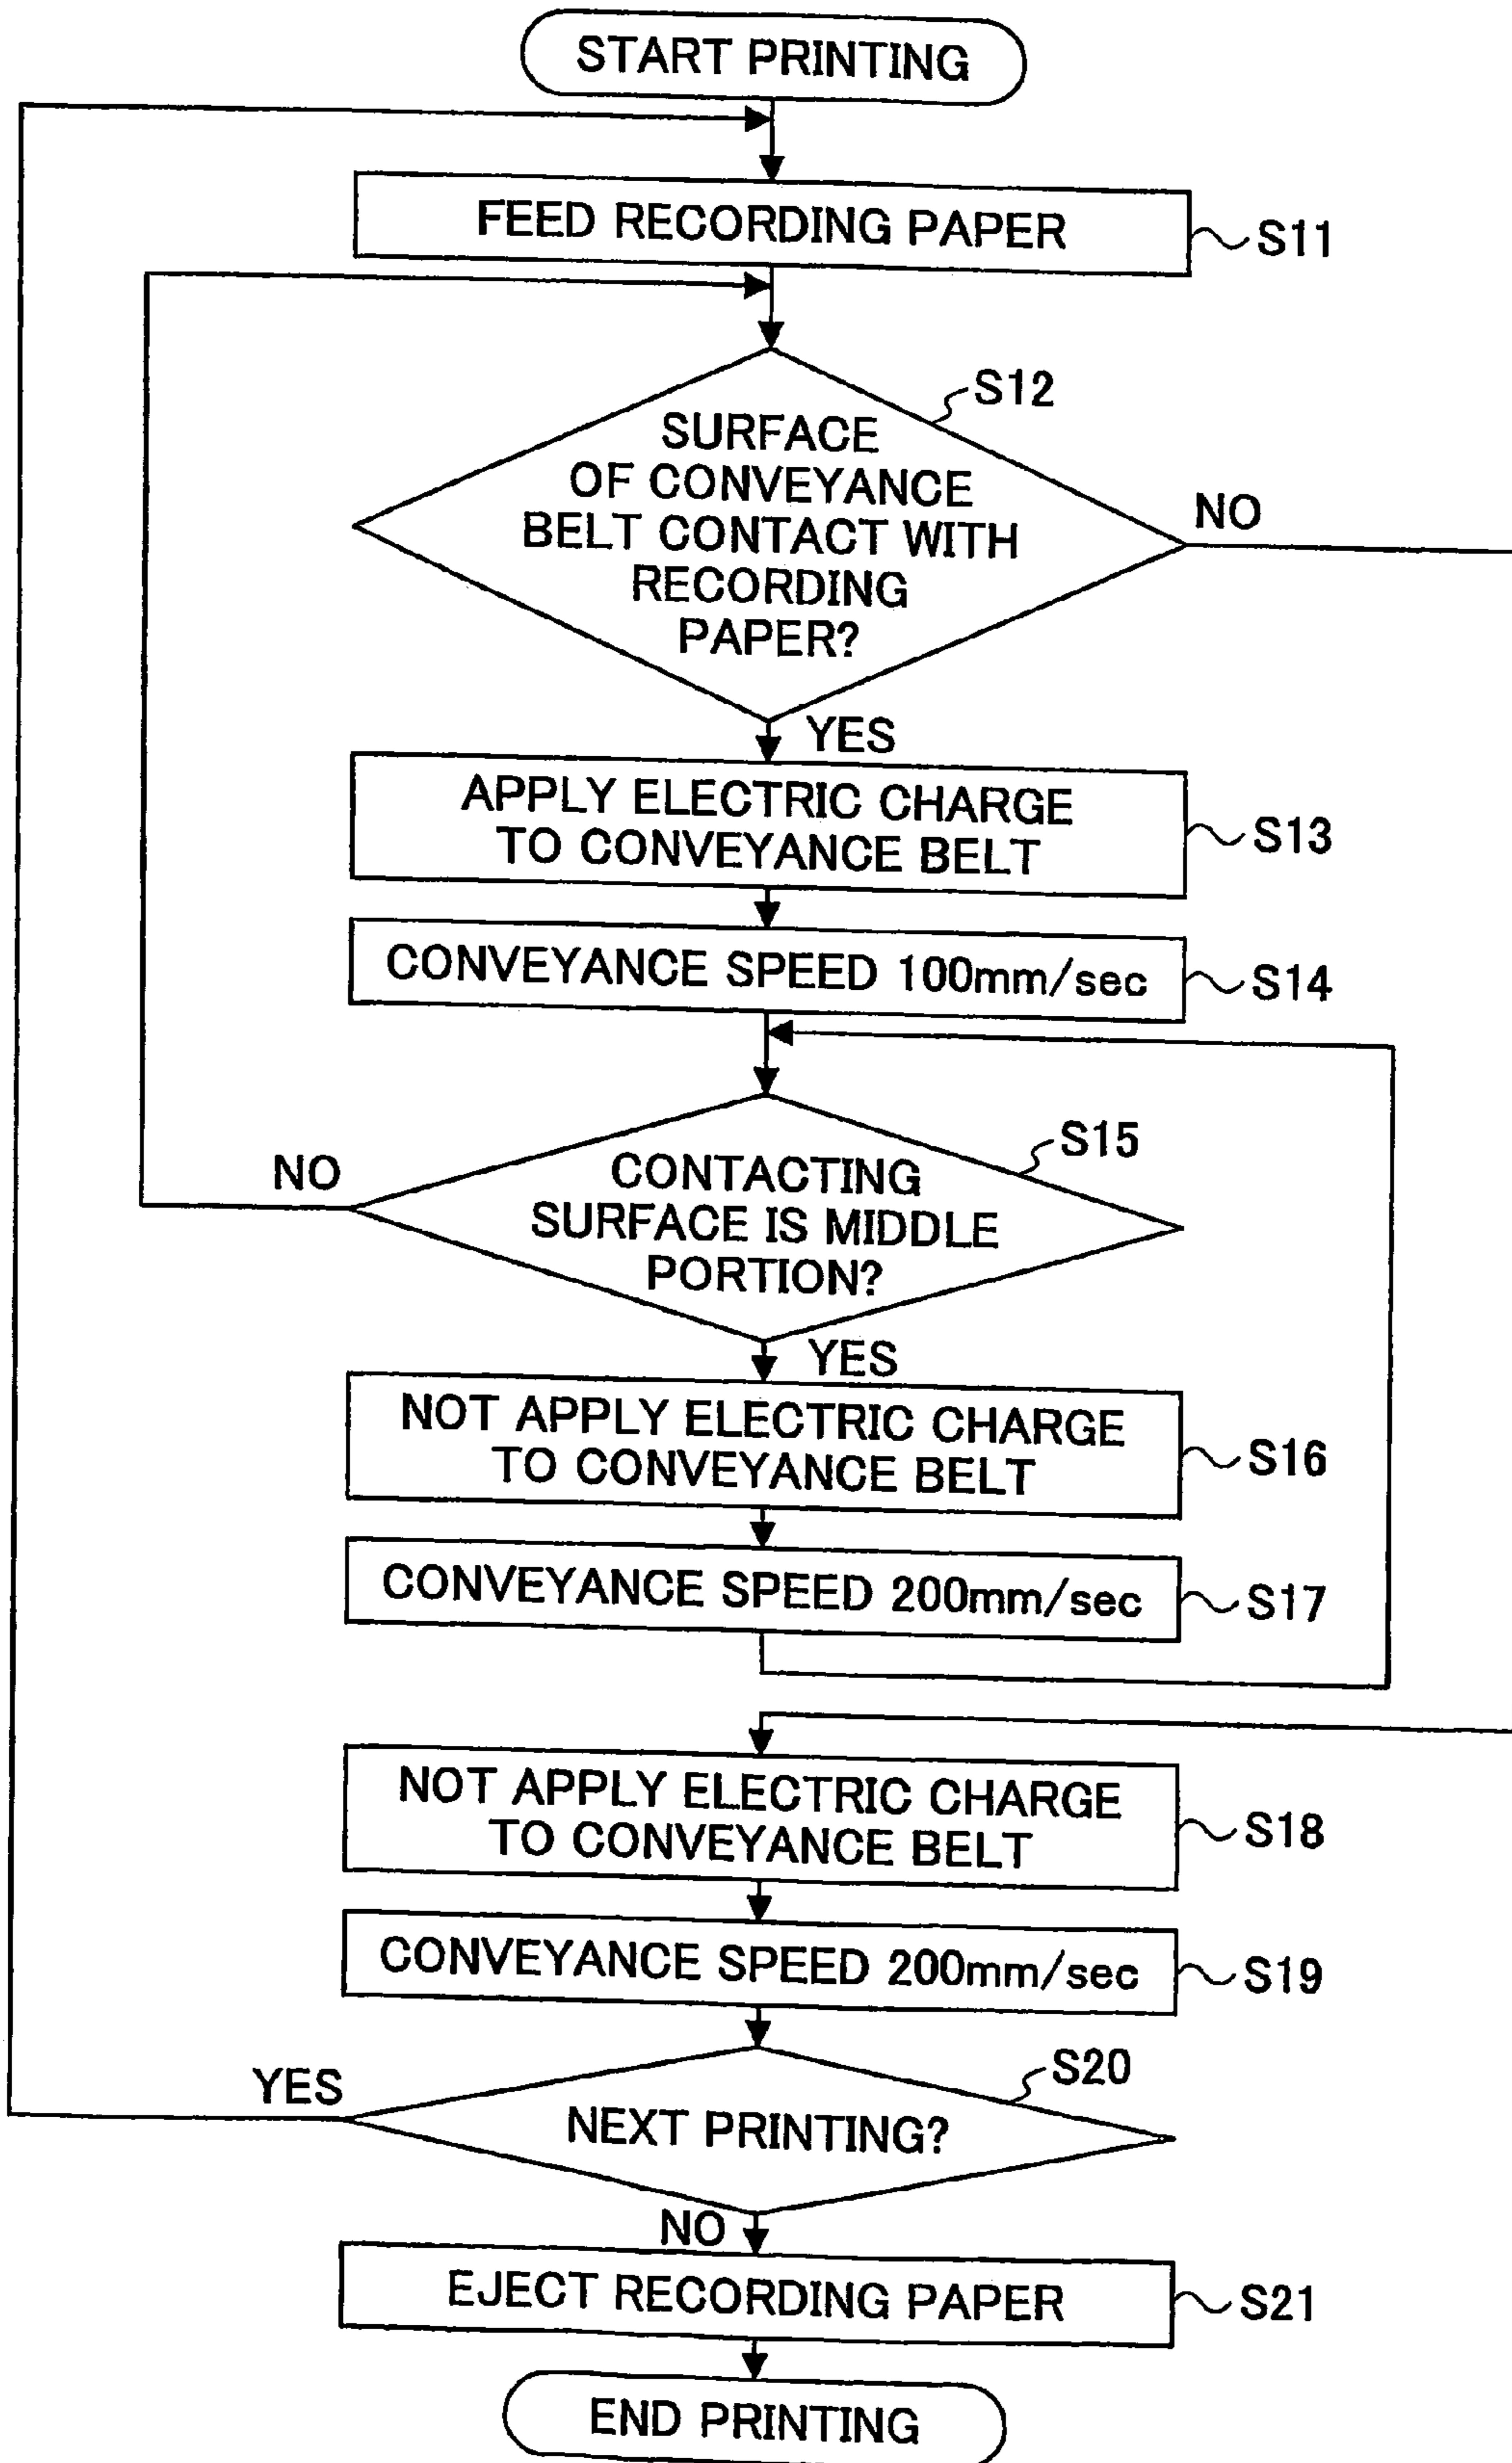 START PRINTING
FEED RECORDING PAPER
S11
S12
SURFACE
OF CONVEYANCE
BELT CONTACT WITH
RECORDING
PAPER?
NO
YES
APPLY ELECTRIC CHARGE
TO CONVEYANCE BELT
S13
CONVEYANCE SPEED 100mm/sec
S14
S15
NO
CONTACTING
SURFACE IS MIDDLE
PORTION?
YES
NOT APPLY ELECTRIC CHARGE
TO CONVEYANCE BELT
S16
CONVEYANCE SPEED 200mm/sec
S17
NOT APPLY ELECTRIC CHARGE
TO CONVEYANCE BELT
S18
CONVEYANCE SPEED 200mm/sec
S19
S20
YES
NEXT PRINTING?
NO
EJECT RECORDING PAPER
S21
END PRINTING